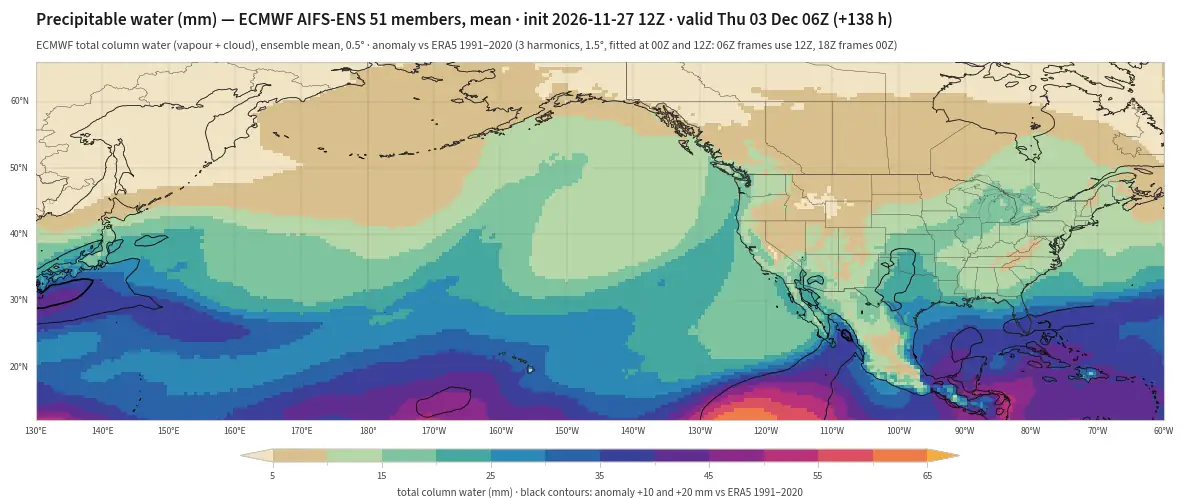 Precipitable water (mm) — ECMWF AIFS-ENS 51 members, mean · init 2026-11-27 12Z · valid Thu 03 Dec 06Z (+138 h)
ECMWF total column water (vapour + cloud), ensemble mean, 0.5° · anomaly vs ERA5 1991–2020 (3 harmonics, 1.5°, fitted at 00Z and 12Z: 06Z frames use 12Z, 18Z frames 00Z)
60°N
50°N
40°N
30°N
20°N
130°E 140°E 150°E 160°E 170°E 180° 170°W 160°W 150°W 140°W 130°W 120°W 110°W 100°W 90°W 80°W 70°W 60°W
5 15 25 35 45 55 65
total column water (mm) · black contours: anomaly +10 and +20 mm vs ERA5 1991–2020